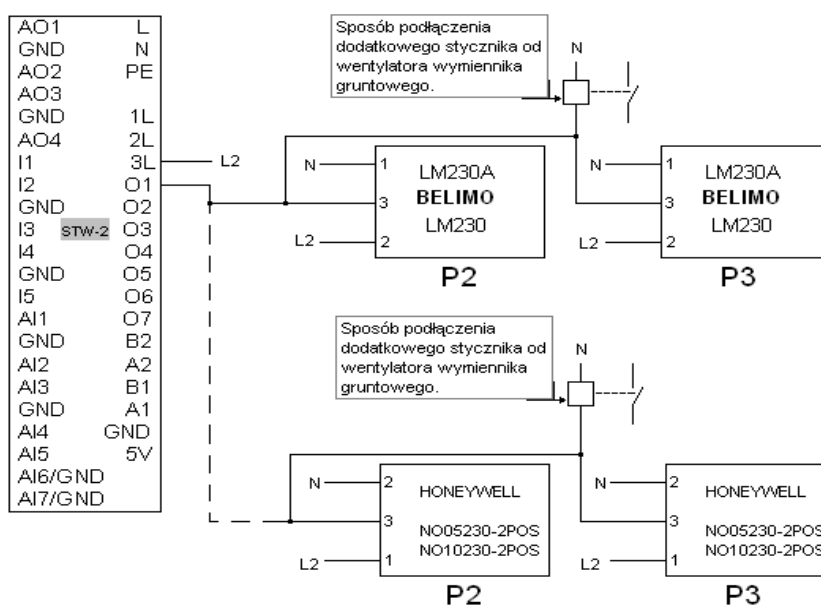 AO1 L
GND N
AO2 PE
AO3
GND 1L
AO4 2L
I1 3L
I2 O1
GND O2
I3 STW-2 O3
I4 O4
GND O5
I5 O6
AI1 O7
GND B2
AI2 A2
AI3 B1
GND A1
AI4 GND
AI5 5V
AI6/GND
AI7/GND
L2
Sposób podłączenia
dodatkowego stycznika od
wentylatora wymiennika
gruntowego.
N
N 1 LM230A
3 BELIMO
L2 2 LM230
P2
N 1 LM230A
3 BELIMO
L2 2 LM230
P3
Sposób podłączenia
dodatkowego stycznika od
wentylatora wymiennika
gruntowego.
N
N 2 HONEYWELL
3 NO05230-2POS
NO10230-2POS
L2 1
P2
N 2 HONEYWELL
3 NO05230-2POS
NO10230-2POS
L2 1
P3